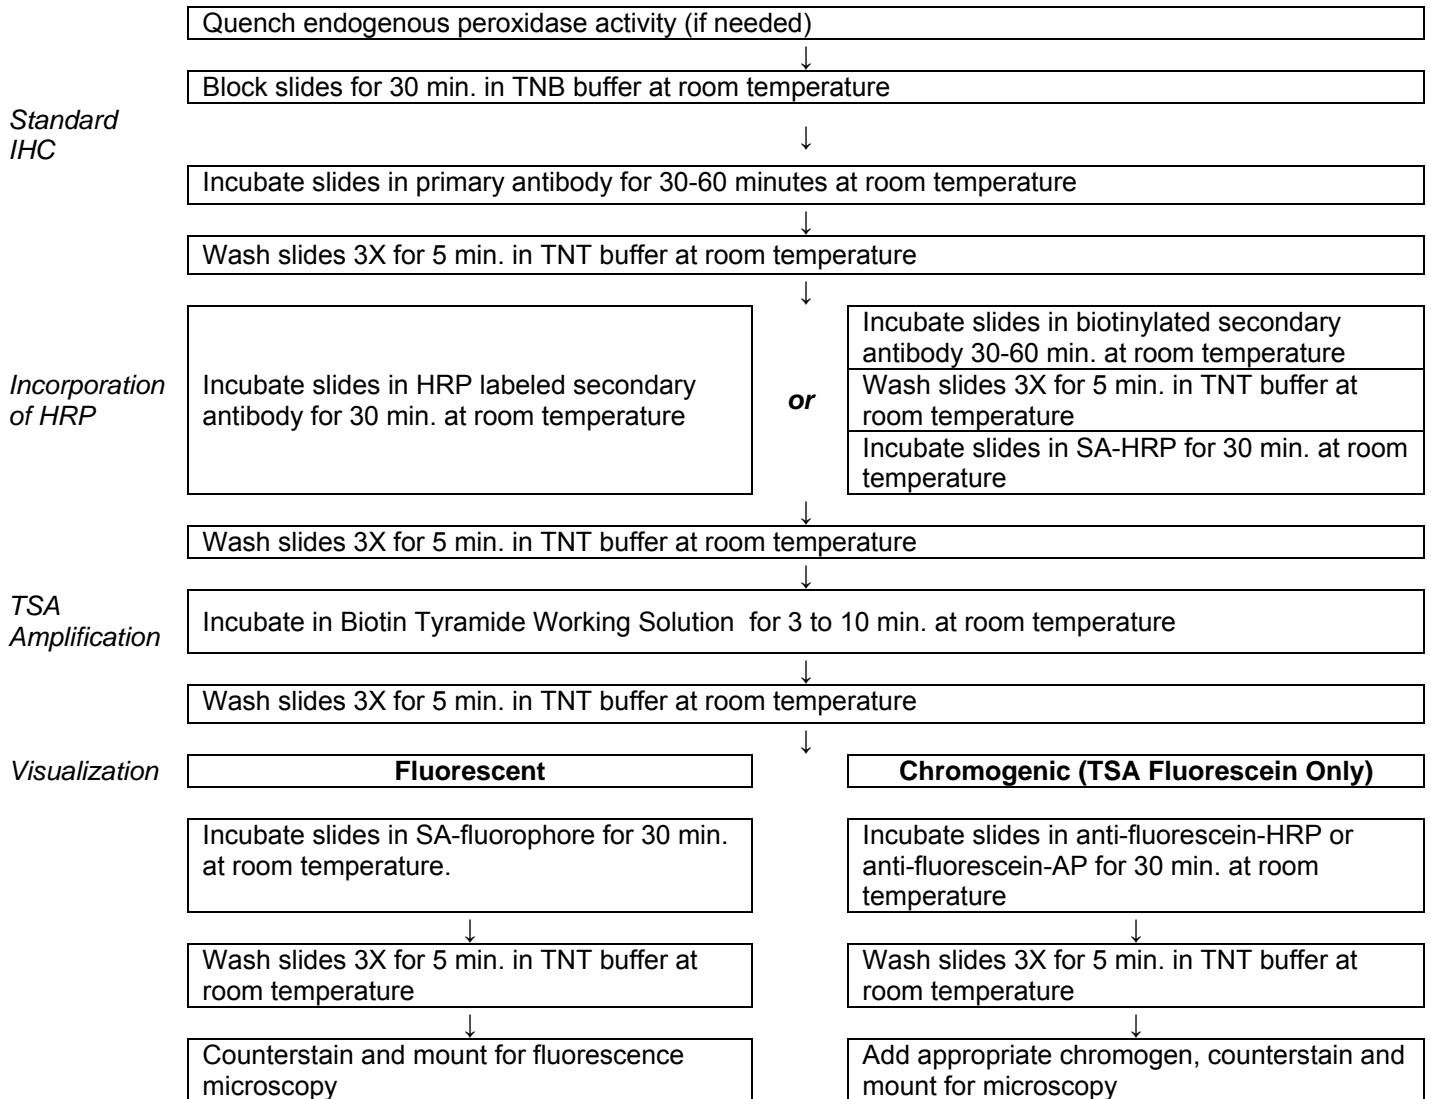 Quench endogenous peroxidase activity (if needed)
↓
Block slides for 30 min. in TNB buffer at room temperature
Standard
IHC
↓
Incubate slides in primary antibody for 30-60 minutes at room temperature
↓
Wash slides 3X for 5 min. in TNT buffer at room temperature
↓
Incorporation
of HRP
Incubate slides in HRP labeled secondary
antibody for 30 min. at room temperature
or
Incubate slides in biotinylated secondary
antibody 30-60 min. at room temperature
Wash slides 3X for 5 min. in TNT buffer at
room temperature
Incubate slides in SA-HRP for 30 min. at room
temperature
↓
Wash slides 3X for 5 min. in TNT buffer at room temperature
↓
TSA
Amplification
Incubate in Biotin Tyramide Working Solution  for 3 to 10 min. at room temperature
↓
Wash slides 3X for 5 min. in TNT buffer at room temperature
↓
Visualization
Fluorescent
Chromogenic (TSA Fluorescein Only)
Incubate slides in SA-fluorophore for 30 min.
at room temperature.
Incubate slides in anti-fluorescein-HRP or
anti-fluorescein-AP for 30 min. at room
temperature
↓
↓
Wash slides 3X for 5 min. in TNT buffer at
room temperature
Wash slides 3X for 5 min. in TNT buffer at
room temperature
↓
↓
Counterstain and mount for fluorescence
microscopy
Add appropriate chromogen, counterstain and
mount for microscopy